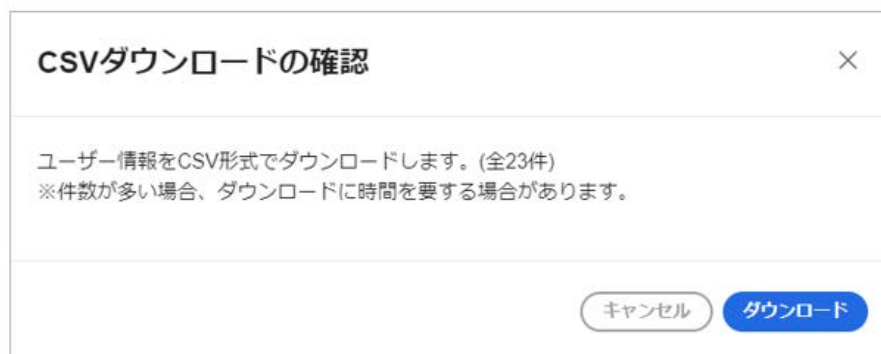 CSVダウンロードの確認
ユーザー情報をCSV形式でダウンロードします。(全23件)
※件数が多い場合、ダウンロードに時間を要する場合があります。
キャンセル
ダウンロード